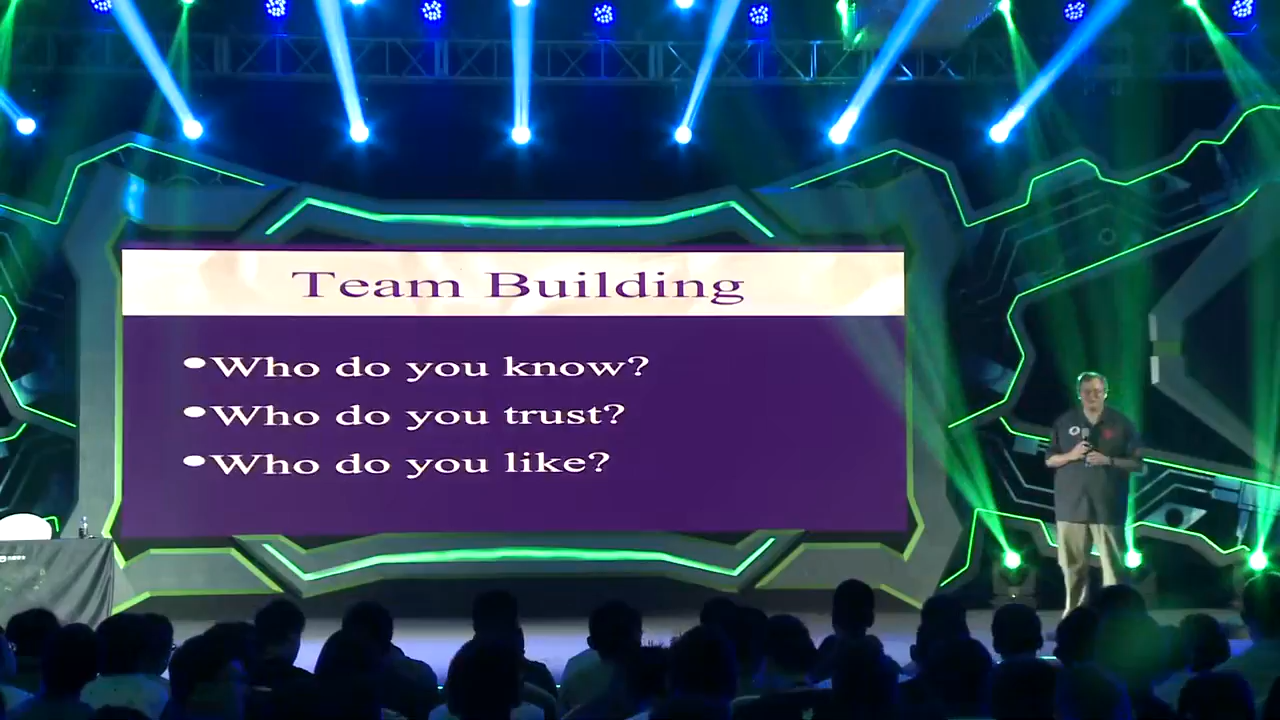 Team Building
•Who do you know?
•Who do you trust?
•Who do you like?